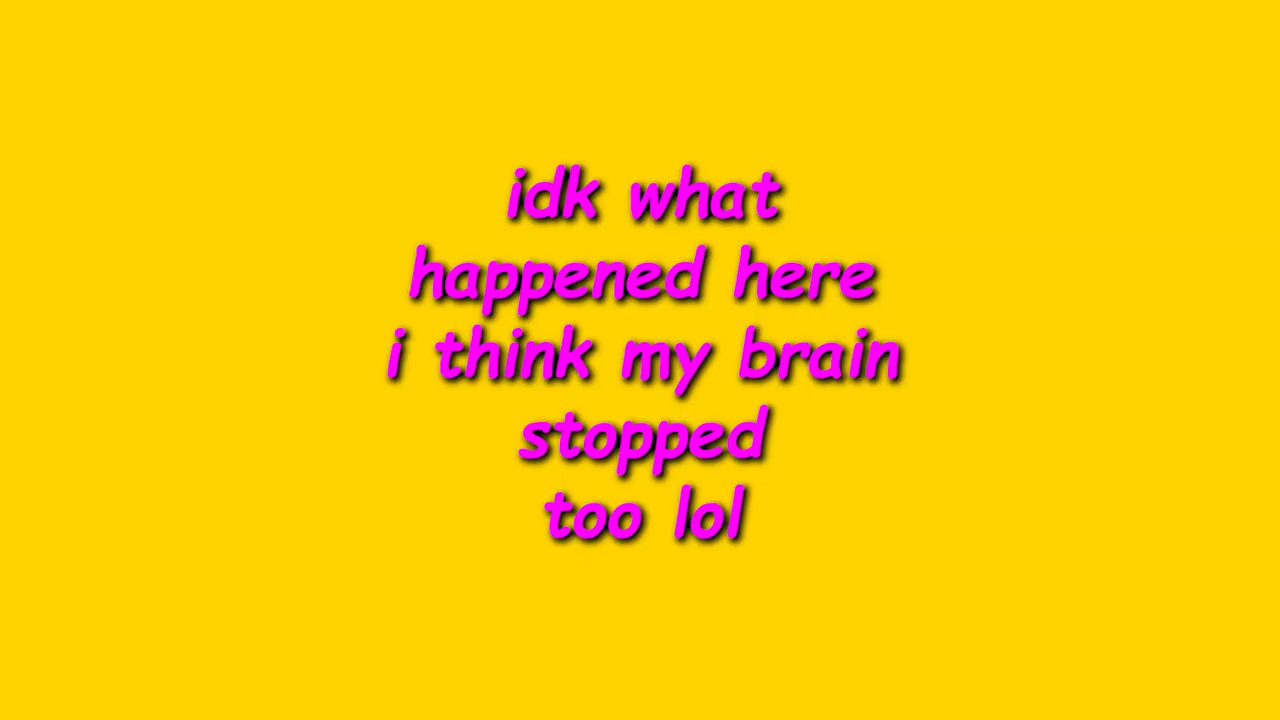 idk what
happened here
i think my brain
stopped
too lol